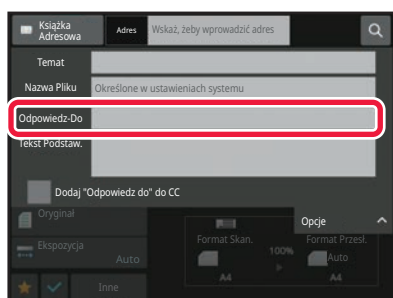 Książka
Adresowa
Adres
Wskaż, żeby wprowadzić adres
Temat
Nazwa Pliku
Określone w ustawieniach systemu
Odpowiedz-Do
Tekst Podstaw.
Dodaj "Odpowiedz do" do CC
Oryginał
Opcje
Ekspozycja
Auto
Format Skan.
100%
Format Przesł.
Auto
A4
A4
Inne